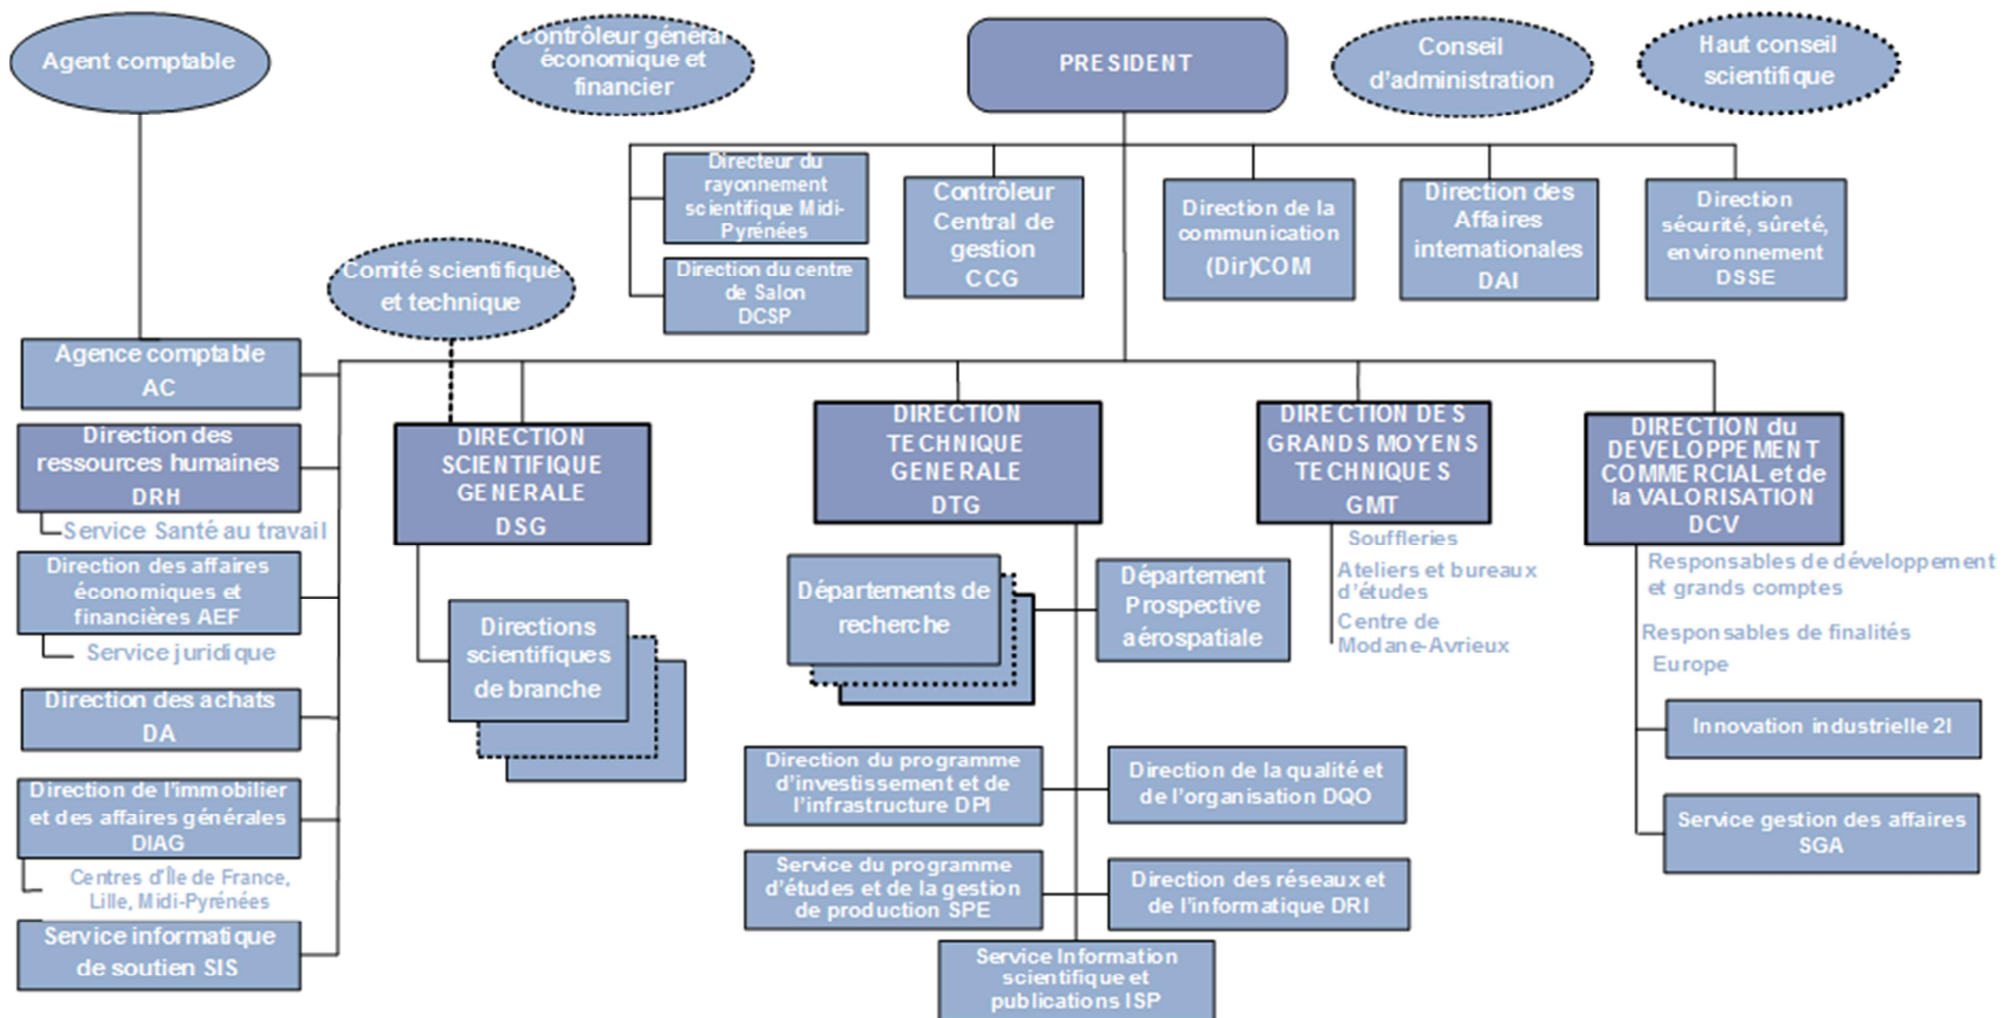 Agent comptable
Contrôleur général
économique et
financier
PRESIDENT
Conseil
d'administration
Haut conseil
scientifique
Directeur du
rayonnement
scientifique Midi-
Pyrénées
Direction du centre
de Salon
DCSP
Contrôleur
Central de
gestion
CCG
Direction de la
communication
(Dir)COM
Direction des
Affaires
internationales
DAI
Direction
sécurité, sûreté,
environnement
DSSE
Comité scientifique
et technique
Agence comptable
AC
Direction des
ressources humaines
DRH
Service Santé au travail
Direction des affaires
économiques et
financières AEF
Service juridique
Direction des achats
DA
Direction de l'immobilier
et des affaires générales
DIAG
Centres d'Île de France,
Lille, Midi-Pyrénées
Service informatique
de soutien SIS
DIRECTION
SCIENTIFIQUE
GENERALE
DSG
Directions
scientifiques
de branche
DIRECTION
TECHNIQUE
GENERALE
DTG
Départements de
recherche
Département
Prospective
aérospatiale
Direction du programme
d'investissement et de
l'infrastructure DPI
Direction de la qualité et
de l'organisation DQO
Service du programme
d'études et de la gestion
de production SPE
Direction des réseaux et
de l'informatique DRI
Service Information
scientifique et
publications ISP
DIRECTION DES
GRANDS MOYENS
TECHNIQUES
GMT
Souffleries
Ateliers et bureaux
d'études
Centre de
Modane-Avrieux
DIRECTION du
DEVELOPPEMENT
COMMERCIAL et de
la VALORISATION
DCV
Responsables de développement
et grands comptes
Responsables de finalités
Europe
Innovation industrielle 2I
Service gestion des affaires
SGA